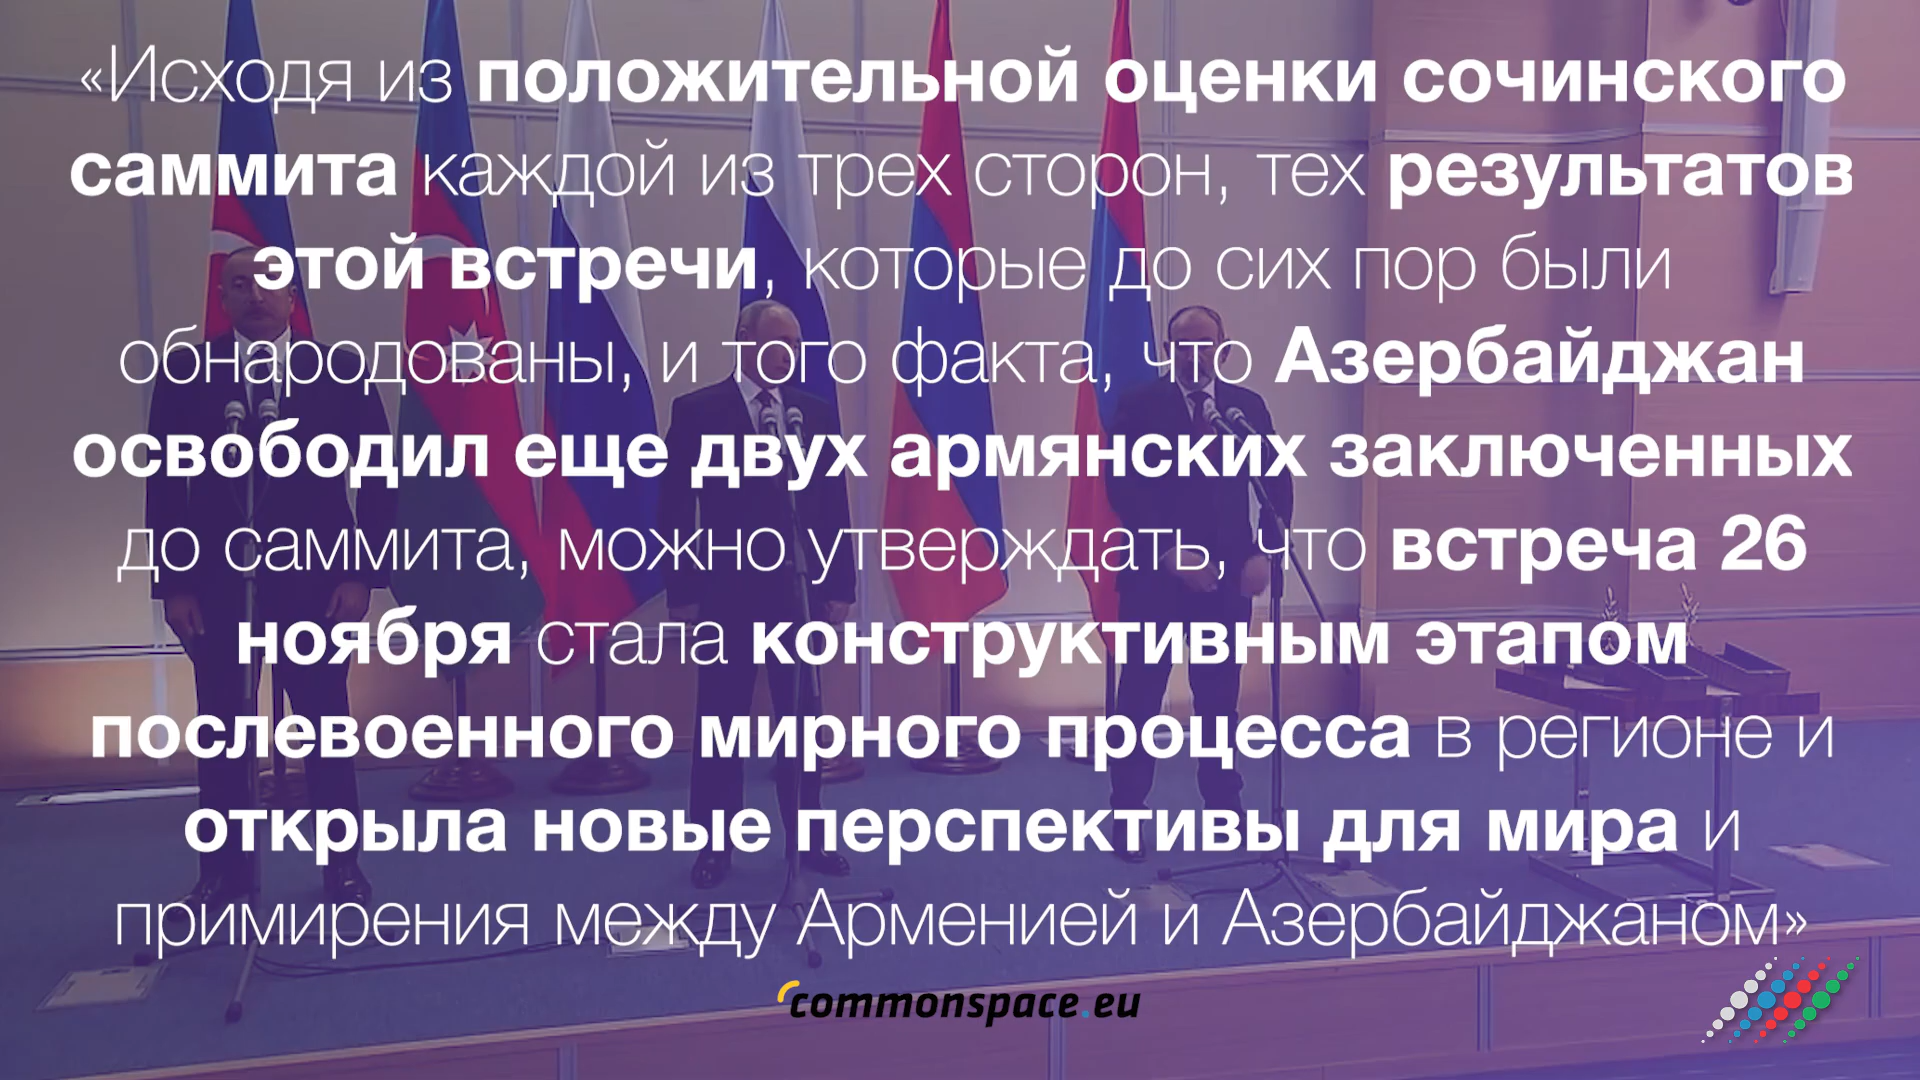 «Исходя из положительной оценки сочинского
саммита каждой из трех сторон, тех результатов
этой встречи, которые до сих пор были
обнародованы, и того факта, что Азербайджан
освободил еще двух армянских заключенных
до саммита, можно утверждать, что встреча 26
ноября стала конструктивным этапом
послевоенного мирного процесса в регионе и
открыла новые перспективы для мира и
примирения между Арменией и Азербайджаном»
commonspace.eu